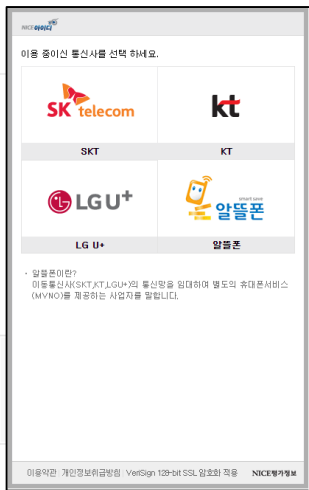 NICE아이디
이용 중이신 통신사를 선택 하세요.
SK telecom
kt
SKT
KT
LG U+
smart save
알뜰폰
LG U+
알뜰폰
· 알뜰폰이란?
이동통신사(SKT,KT,LGU+)의 통신망을 임대하여 별도의 휴대폰서비스
(MVNO)를 제공하는 사업자를 말합니다.
이용약관 | 개인정보취급방침 | VeriSign 128-bit SSL 암호화 적용 NICE평가정보